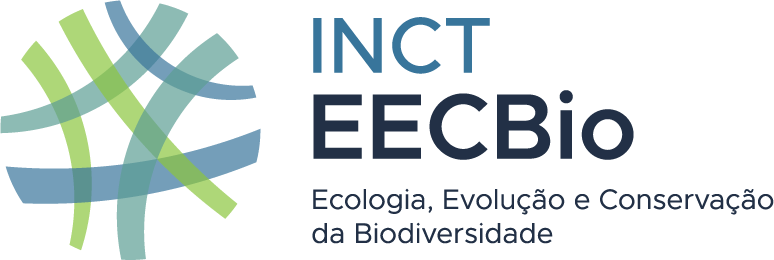 INCT
EECBio
Ecologia, Evolução e Conservação
da Biodiversidade